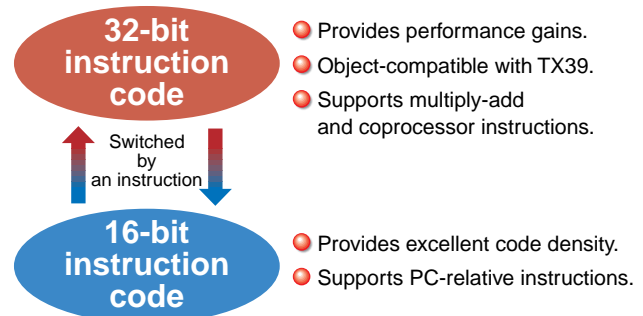 32-bit
instruction
code
Provides performance gains.
Object-compatible with TX39.
Supports multiply-add
and coprocessor instructions.
Switched
by
an instruction
16-bit
instruction
code
Provides excellent code density.
Supports PC-relative instructions.